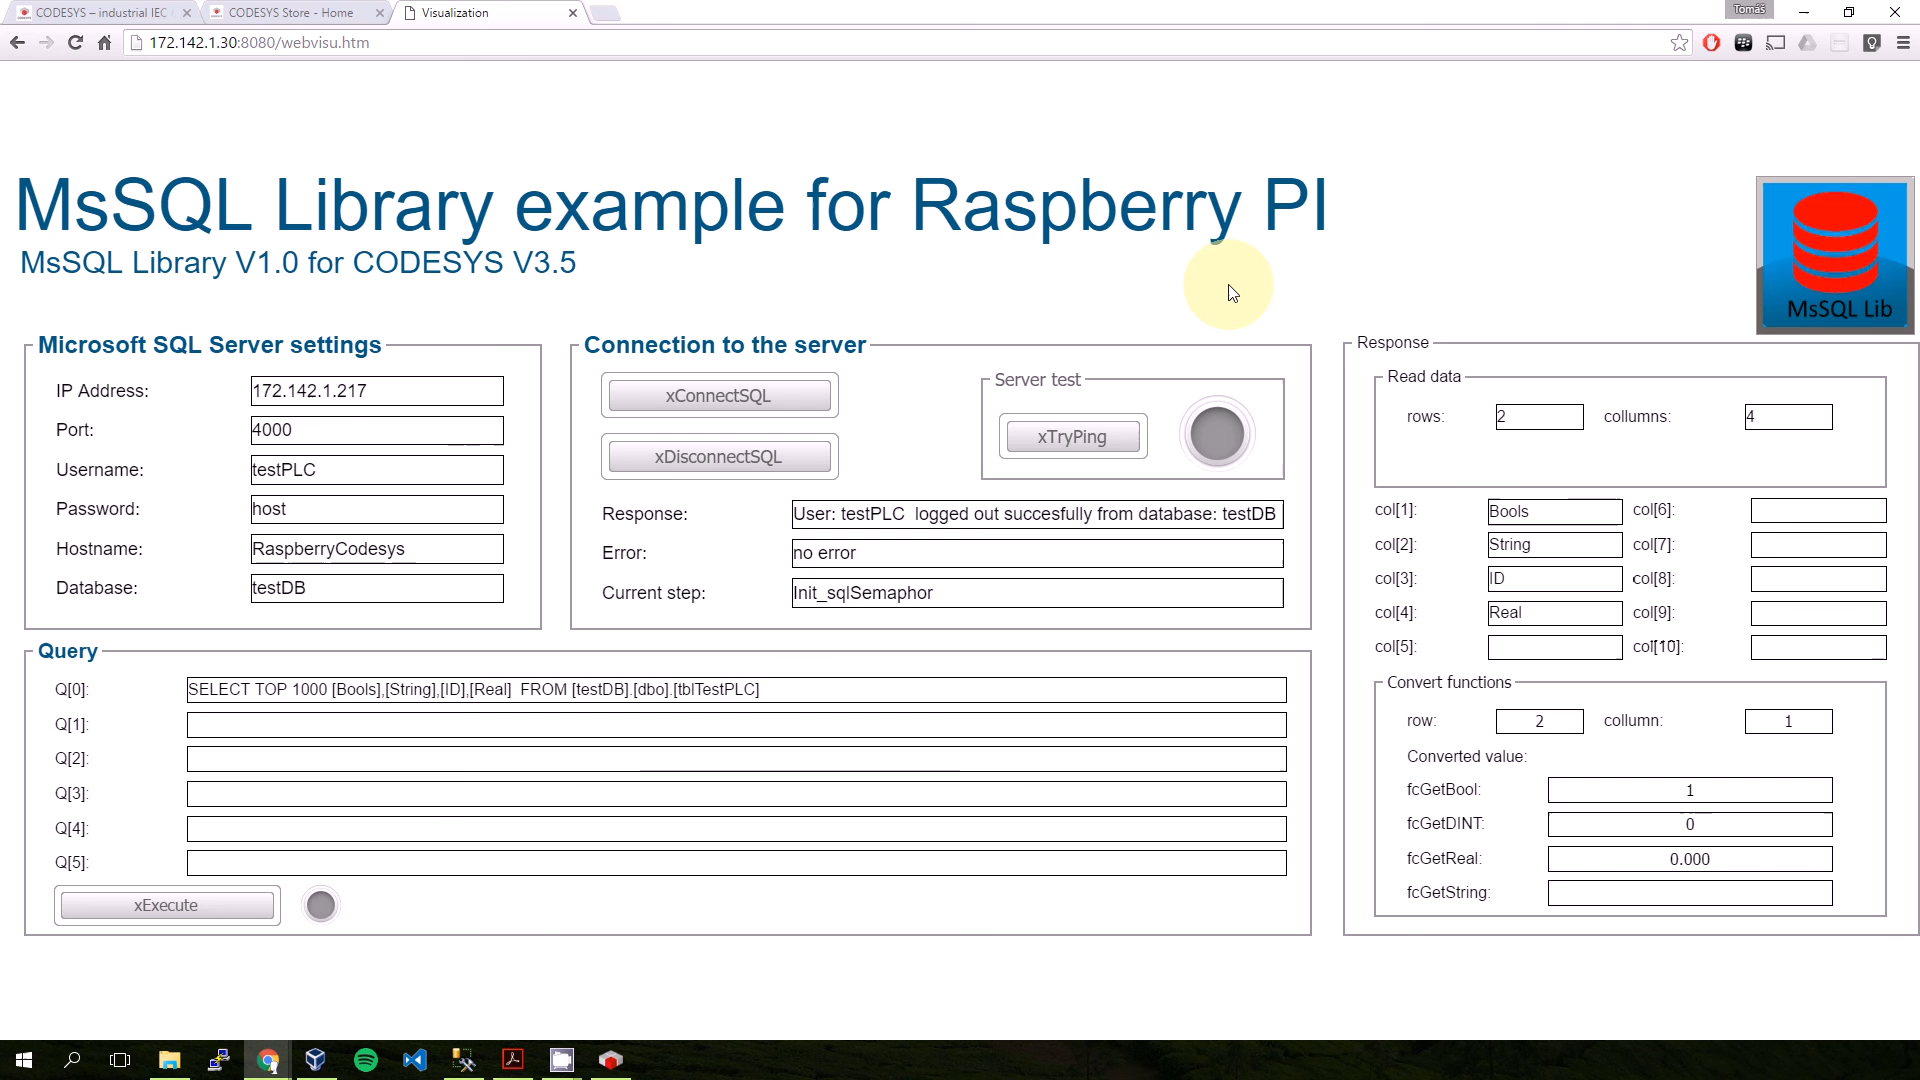 CODESYS – industrial IEC
CODESYS Store - Home
Visualization
Tomáš
172.142.1.30:8080/webvisu.htm
MsSQL Library example for Raspberry PI
MsSQL Library V1.0 for CODESYS V3.5
MsSQL Lib
Microsoft SQL Server settings
IP Address: 172.142.1.217
Port: 4000
Username: testPLC
Password: host
Hostname: RaspberryCodesys
Database: testDB
Connection to the server
xConnectSQL
xDisconnectSQL
Server test
xTryPing
Response: User: testPLC logged out succesfully from database: testDB
Error: no error
Current step: Init_sqlSemaphor
Query
Q[0]: SELECT TOP 1000 [Bools],[String],[ID],[Real] FROM [testDB].[dbo].[tblTestPLC]
Q[1]:
Q[2]:
Q[3]:
Q[4]:
Q[5]:
xExecute
Response
Read data
rows: 2 collumns: 4
col[1]: Bools col[6]:
col[2]: String col[7]:
col[3]: ID col[8]:
col[4]: Real col[9]:
col[5]: col[10]:
Convert functions
row: 2 collumn: 1
Converted value:
fcGetBool: 1
fcGetDINT: 0
fcGetReal: 0.000
fcGetString: